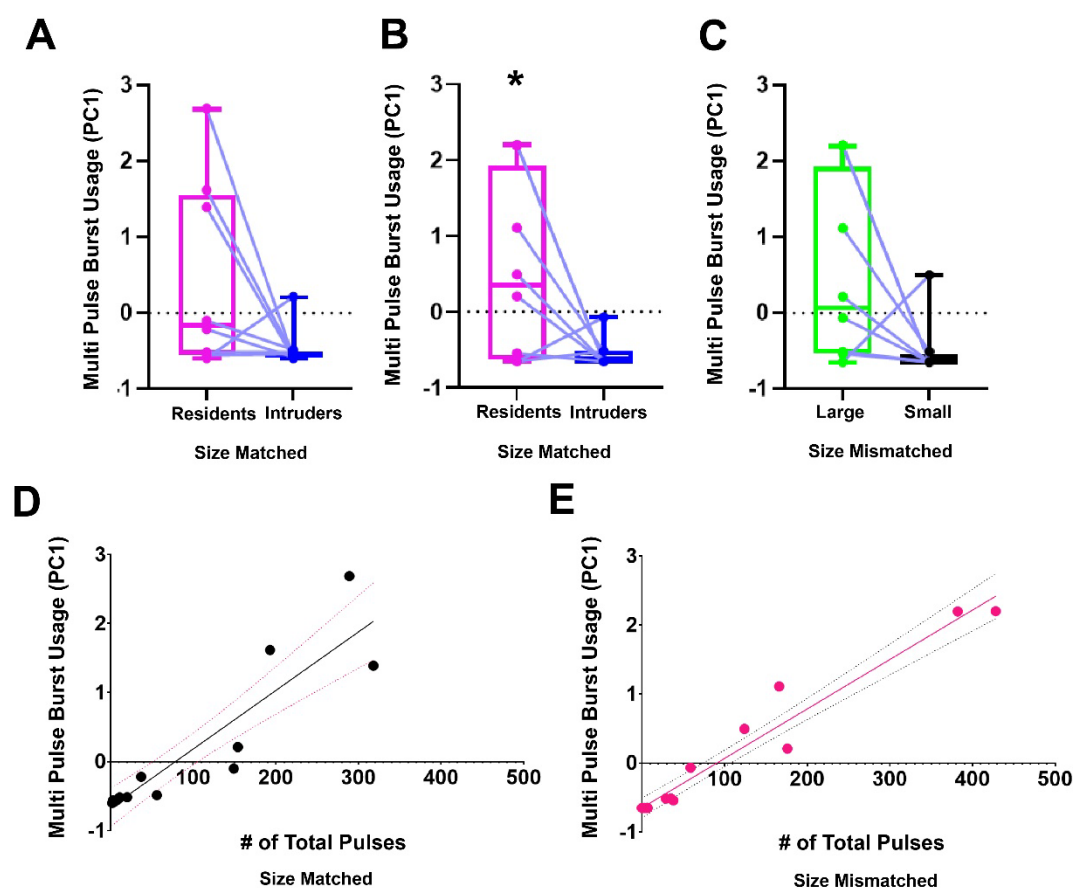 A
B
C
*
Multi Pulse Burst Usage (PC1)
3
2
1
0
-1
Residents Intruders
Size Matched
Multi Pulse Burst Usage (PC1)
3
2
1
0
-1
Residents Intruders
Size Matched
Multi Pulse Burst Usage (PC1)
3
2
1
0
-1
Large Small
Size Mismatched
D
Multi Pulse Burst Usage (PC1)
3
2
1
0
-1
100 200 300 400 500
# of Total Pulses
Size Matched
E
Multi Pulse Burst Usage (PC1)
3
2
1
0
-1
100 200 300 400 500
# of Total Pulses
Size Mismatched